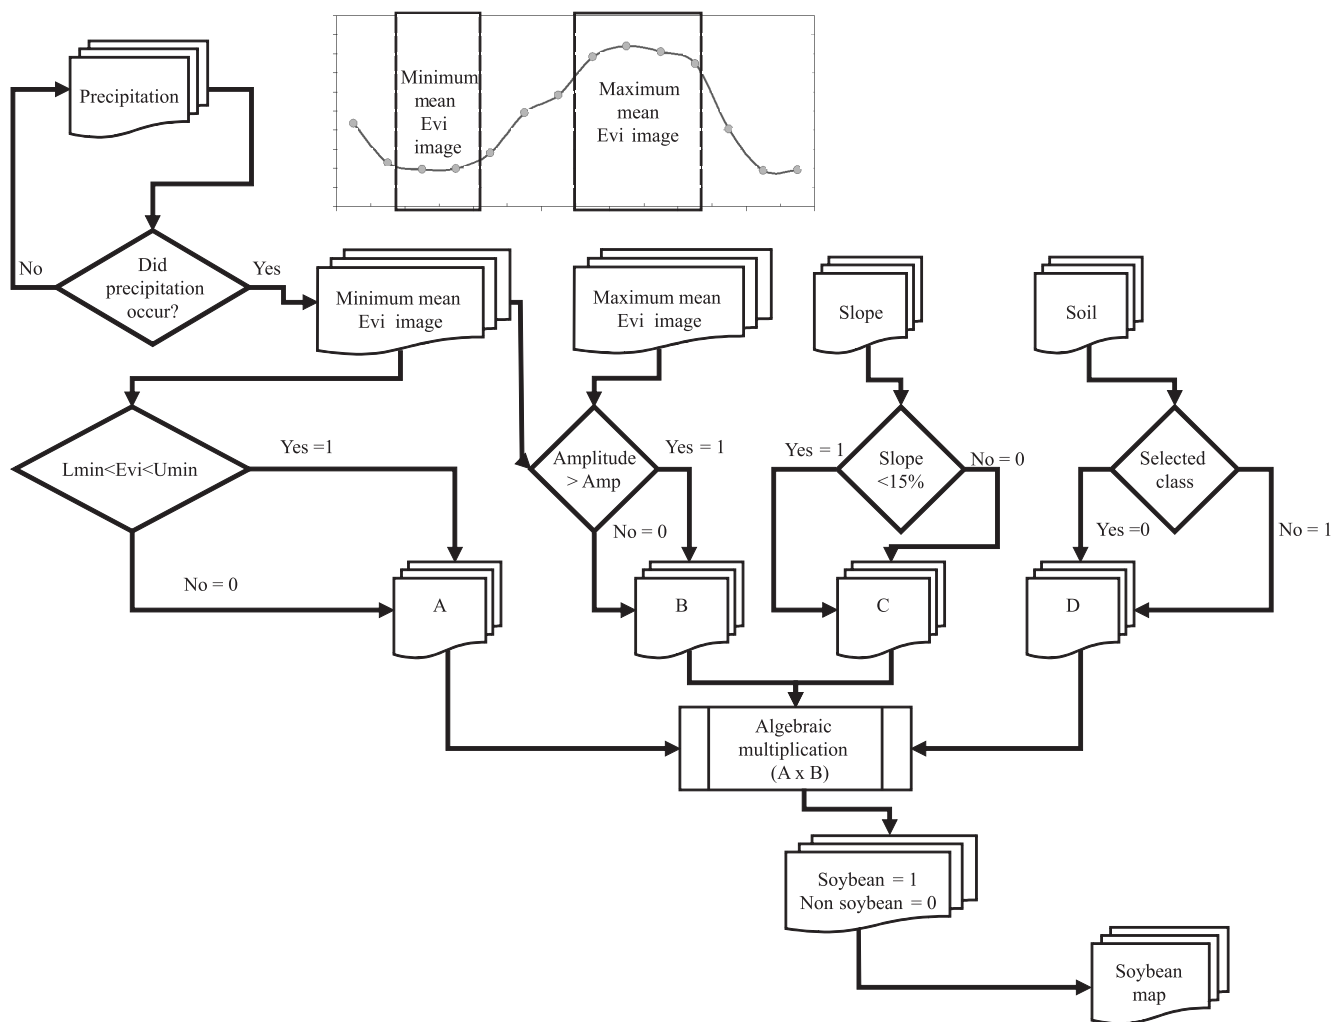 Precipitation
Minimum
mean
Evi
image
Maximum
mean
Evi image
No
Did
precipitation
occur?
Yes
Minimum mean
Evi image
Maximum mean
Evi image
Slope
Soil
Lmin<Evi<Umin
Yes =1
Amplitude
> Amp
Yes = 1
Yes = 1
Slope
<15%
No = 0
Selected
class
No = 0
Yes =0
No = 1
No = 0
A
B
C
D
Algebraic
multiplication
(A x B)
Soybean = 1
Non soybean = 0
Soybean
map